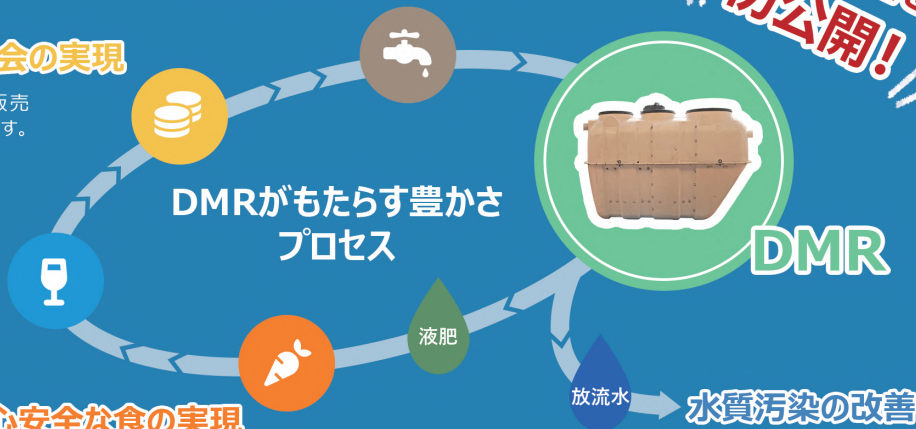 初公開！
会の実現
販売
す。
DMRがもたらす豊かさ
プロセス
DMR
液肥
放流水
水質汚染の改善
心安全な食の実現